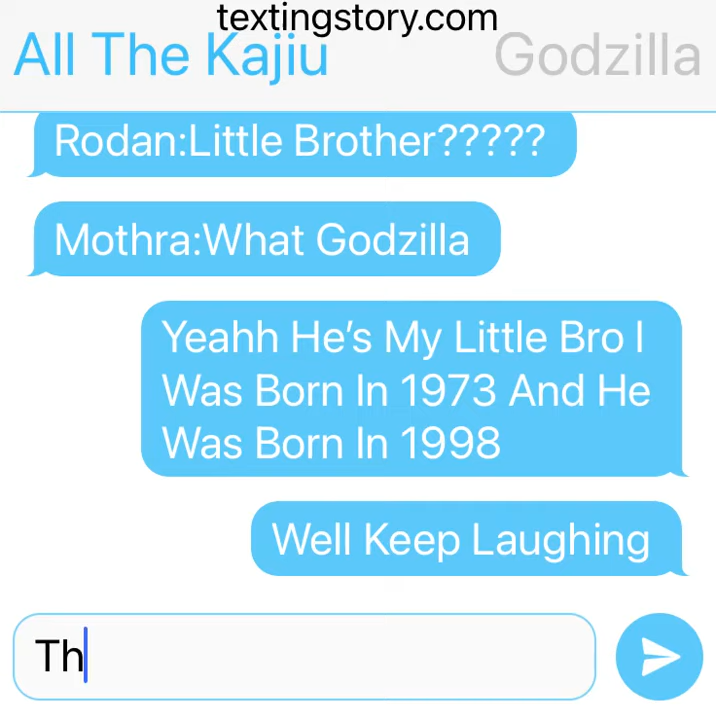 textingstory.com
All The Kajiu
Godzilla
Rodan:Little Brother?????
Mothra:What Godzilla
Yeahh He’s My Little Bro I
Was Born In 1973 And He
Was Born In 1998
Well Keep Laughing
Th